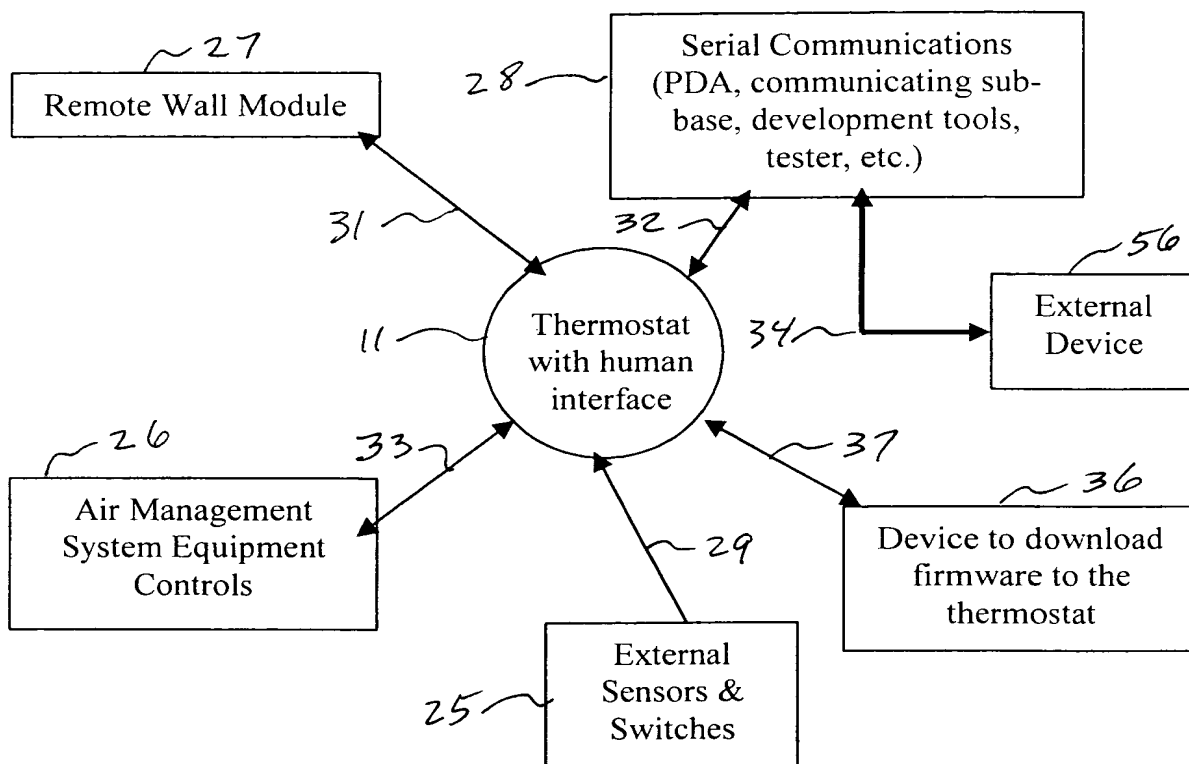 27
Remote Wall Module
28
Serial Communications
(PDA, communicating sub-
base, development tools,
tester, etc.)
31
32
56
External
Device
34
11
Thermostat
with human
interface
26
33
Air Management
System Equipment
Controls
37
36
Device to download
firmware to the
thermostat
29
25
External
Sensors &
Switches